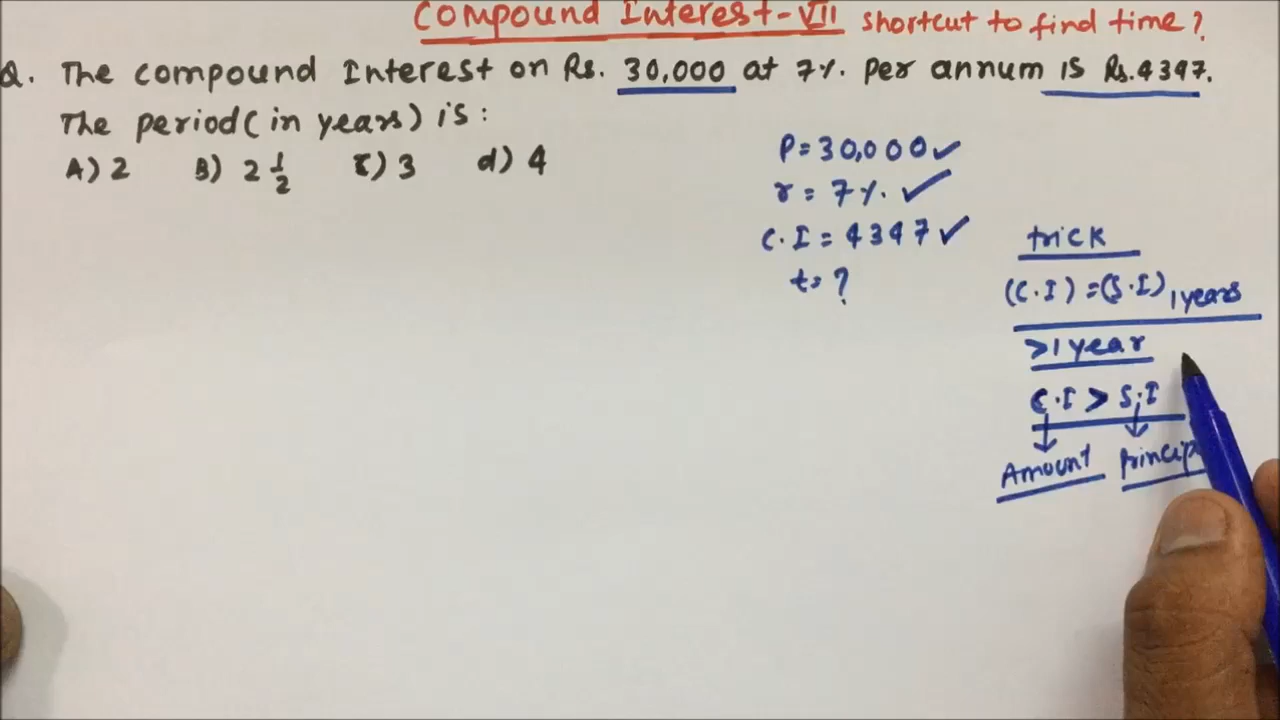 Compound Interest-VII shortcut to find time?
Q. The compound Interest on Rs. 30,000 at 7%. per annum is Rs.4347.
The period (in years) is:
A) 2 B) 2 1/2 C) 3 d) 4
P = 30,000 ✓
r = 7%. ✓
C.I = 4347 ✓
t = ?
trick
(C.I) = (S.I) 1 years
>1 year
C.I > S.I
Amount